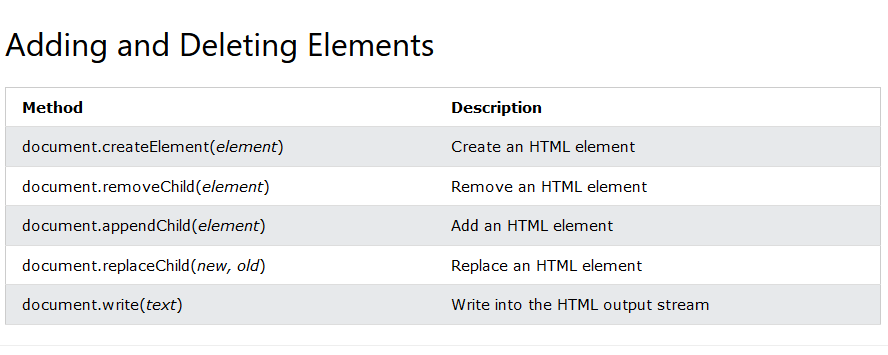 Adding and Deleting Elements
Method Description
document.createElement(element) Create an HTML element
document.removeChild(element) Remove an HTML element
document.appendChild(element) Add an HTML element
document.replaceChild(new, old) Replace an HTML element
document.write(text) Write into the HTML output stream